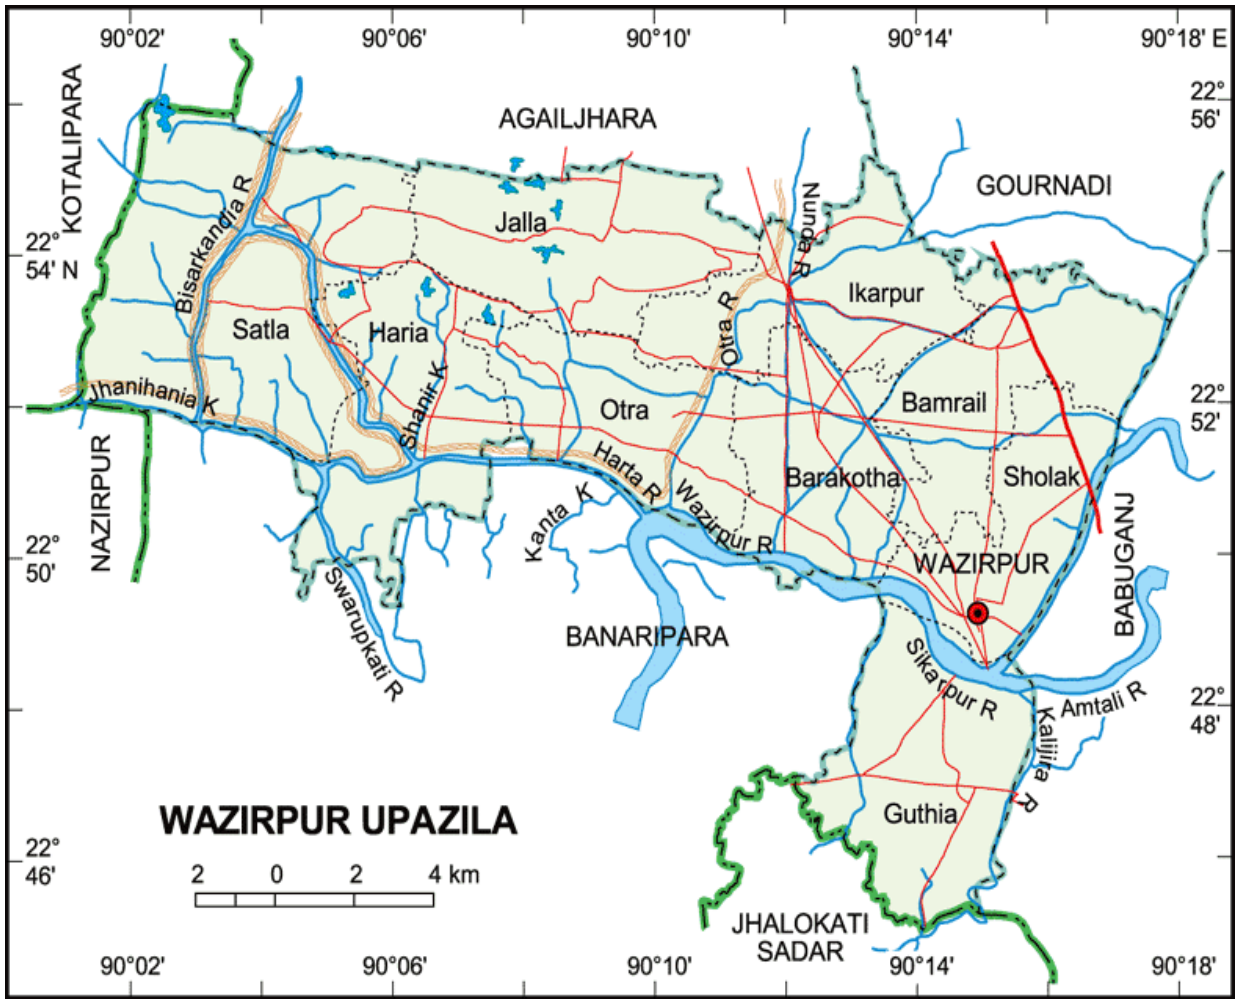 90°02'
90°06'
90°10'
90°14'
90°18' E
KOTALIPARA
22°
56'
AGAILJHARA
GOURNADI
Nunda R
Bisarkandia R
Jalla
22°
54' N
Ikarpur
Otra R
Satla
Haria
Shanir K
Jhanihania K
Otra
Bamrail
22°
52'
NAZIRPUR
Harta R
Barakotha
Sholak
Kanta K
Wazirpur R
BABUGANJ
22°
50'
WAZIRPUR
Swarupkati R
BANARIPARA
Sikarpur R
Amtali R
22°
48'
Kalijira R
WAZIRPUR UPAZILA
Guthia
22°
46'
2 0 2 4 km
JHALOKATI
SADAR
90°02'
90°06'
90°10'
90°14'
90°18'